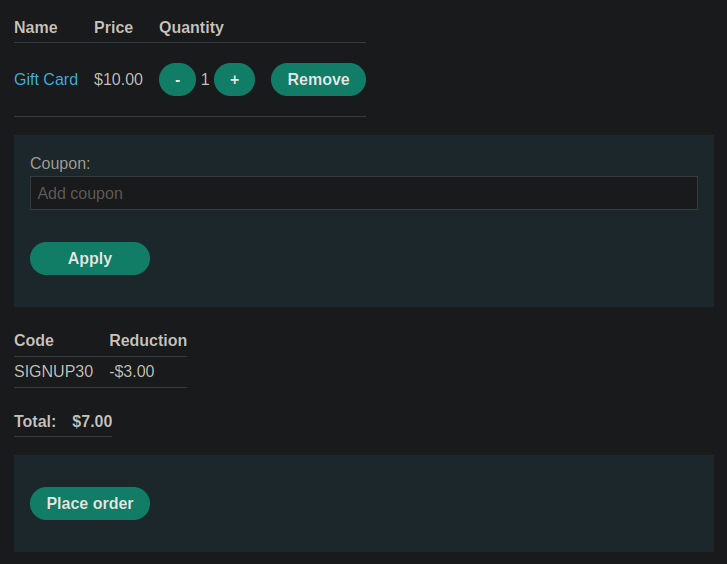 Name Price Quantity
Gift Card $10.00 - 1 + Remove
Coupon:
Add coupon
Apply
Code Reduction
SIGNUP30 -$3.00
Total: $7.00
Place order